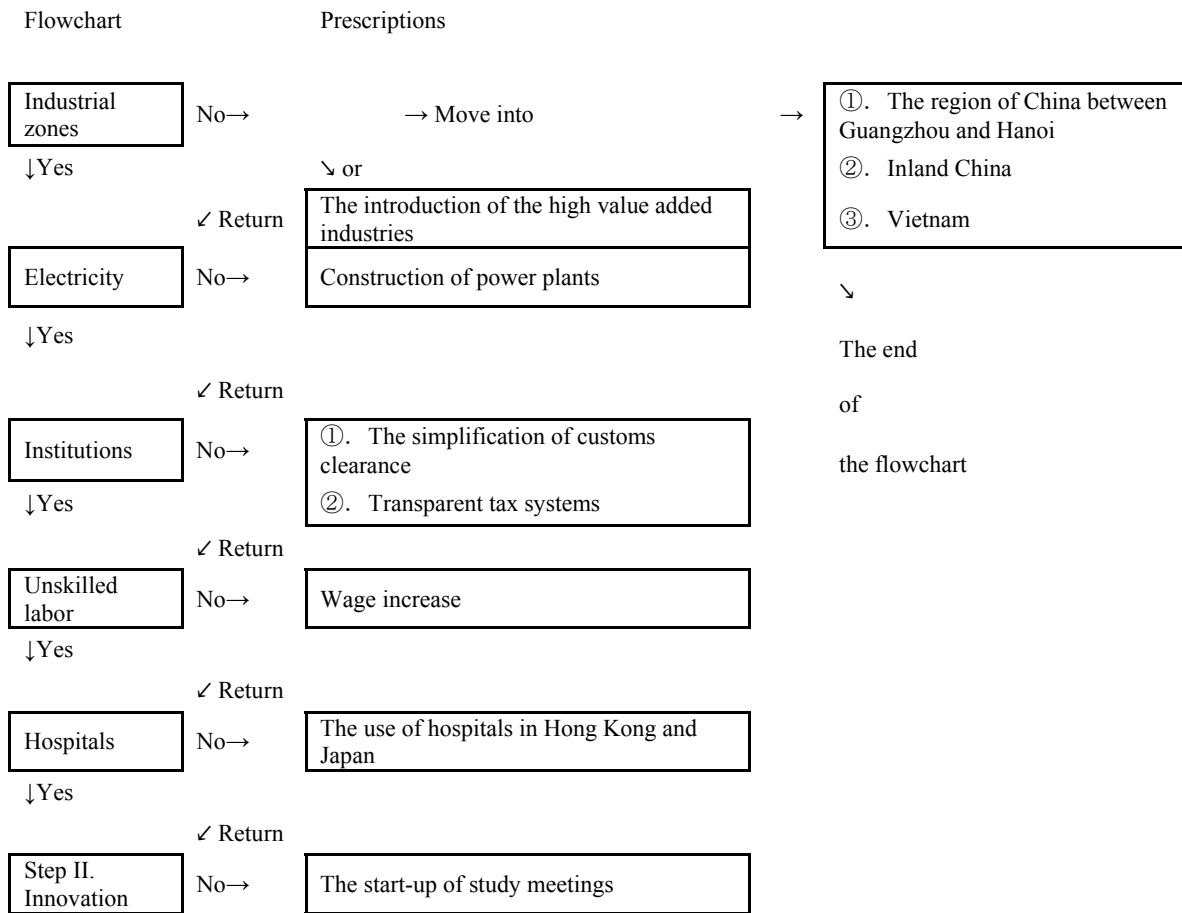 Flowchart Prescriptions
Industrial
zones
No→ → Move into →
①. The region of China between
Guangzhou and Hanoi
②. Inland China
③. Vietnam
↓Yes ↘ or
↙ Return
The introduction of the high value added
industries
Electricity No→ Construction of power plants
↘
↓Yes
The end
↙ Return
of
Institutions No→
①. The simplification of customs
clearance
②. Transparent tax systems
the flowchart
↓Yes
↙ Return
Unskilled
labor
No→ Wage increase
↓Yes
↙ Return
Hospitals No→
The use of hospitals in Hong Kong and
Japan
↓Yes
↙ Return
Step II.
Innovation
No→ The start-up of study meetings